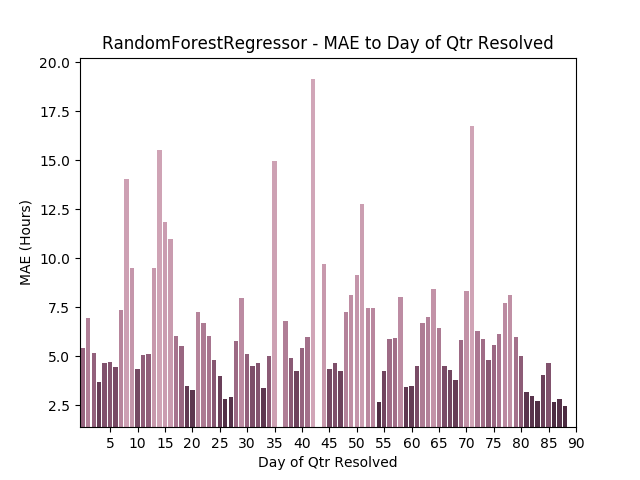 RandomForestRegressor - MAE to Day of Qtr Resolved
20.0
17.5
15.0
12.5
10.0
7.5
5.0
2.5
MAE (Hours)
5 10 15 20 25 30 35 40 45 50 55 60 65 70 75 80 85 90
Day of Qtr Resolved